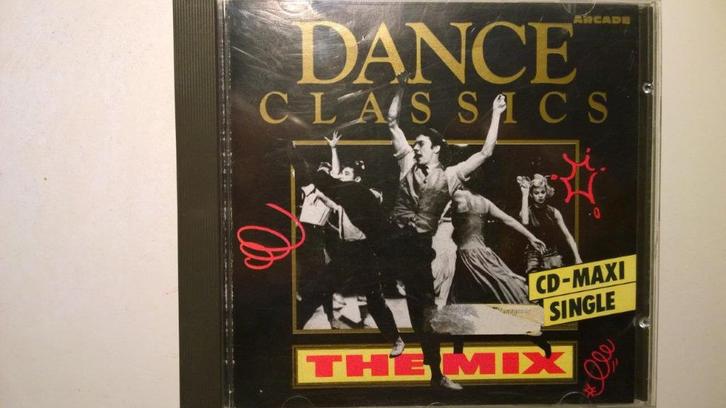 ARCADE
DANCE
CLASSICS
CD-MAXI
SINGLE
THE MIX